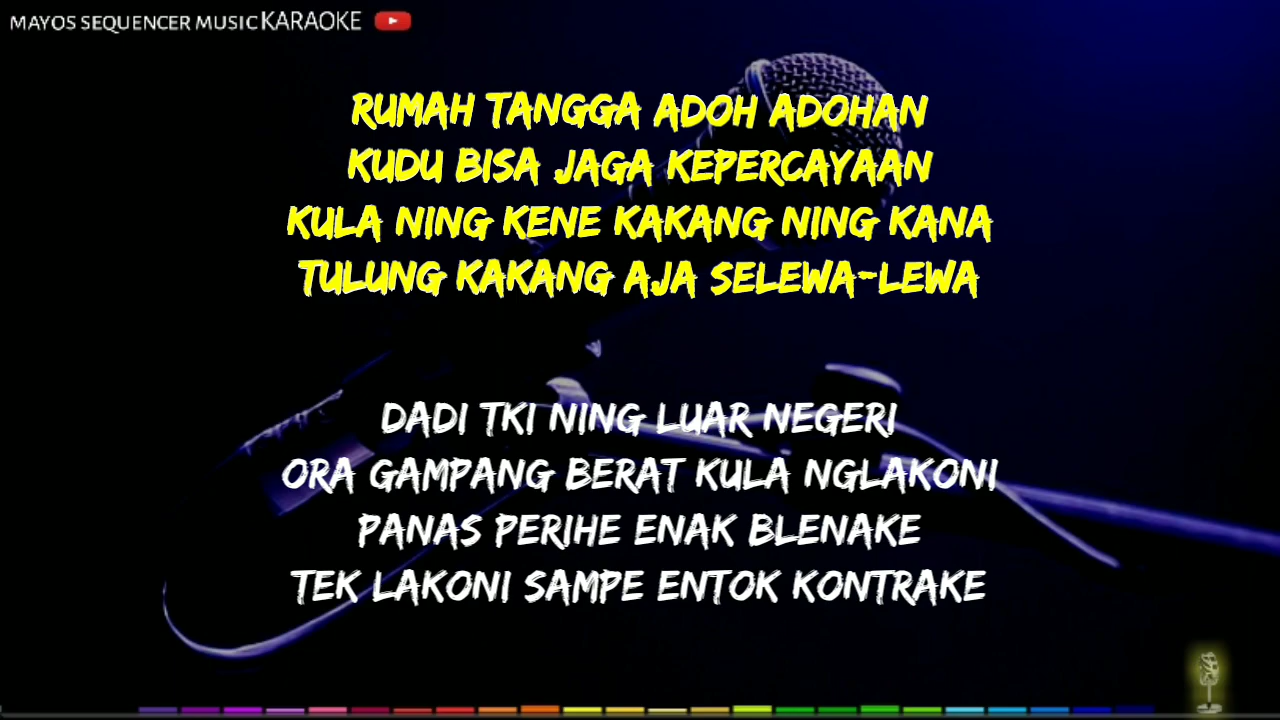 MAYOS SEQUENCER MUSIC KARAOKE
RUMAH TANGGA ADOH ADOHAN
KUDU BISA JAGA KEPERCAYAAN
KULA NING KENE KAKANG NING KANA
TULUNG KAKANG AJA SELEWA-LEWA
DADI TKI NING LUAR NEGERI
ORA GAMPANG BERAT KULA NGLAKONI
PANAS PERIHE ENAK BLENAKE
TEK LAKONI SAMPE ENTOK KONTRAKE